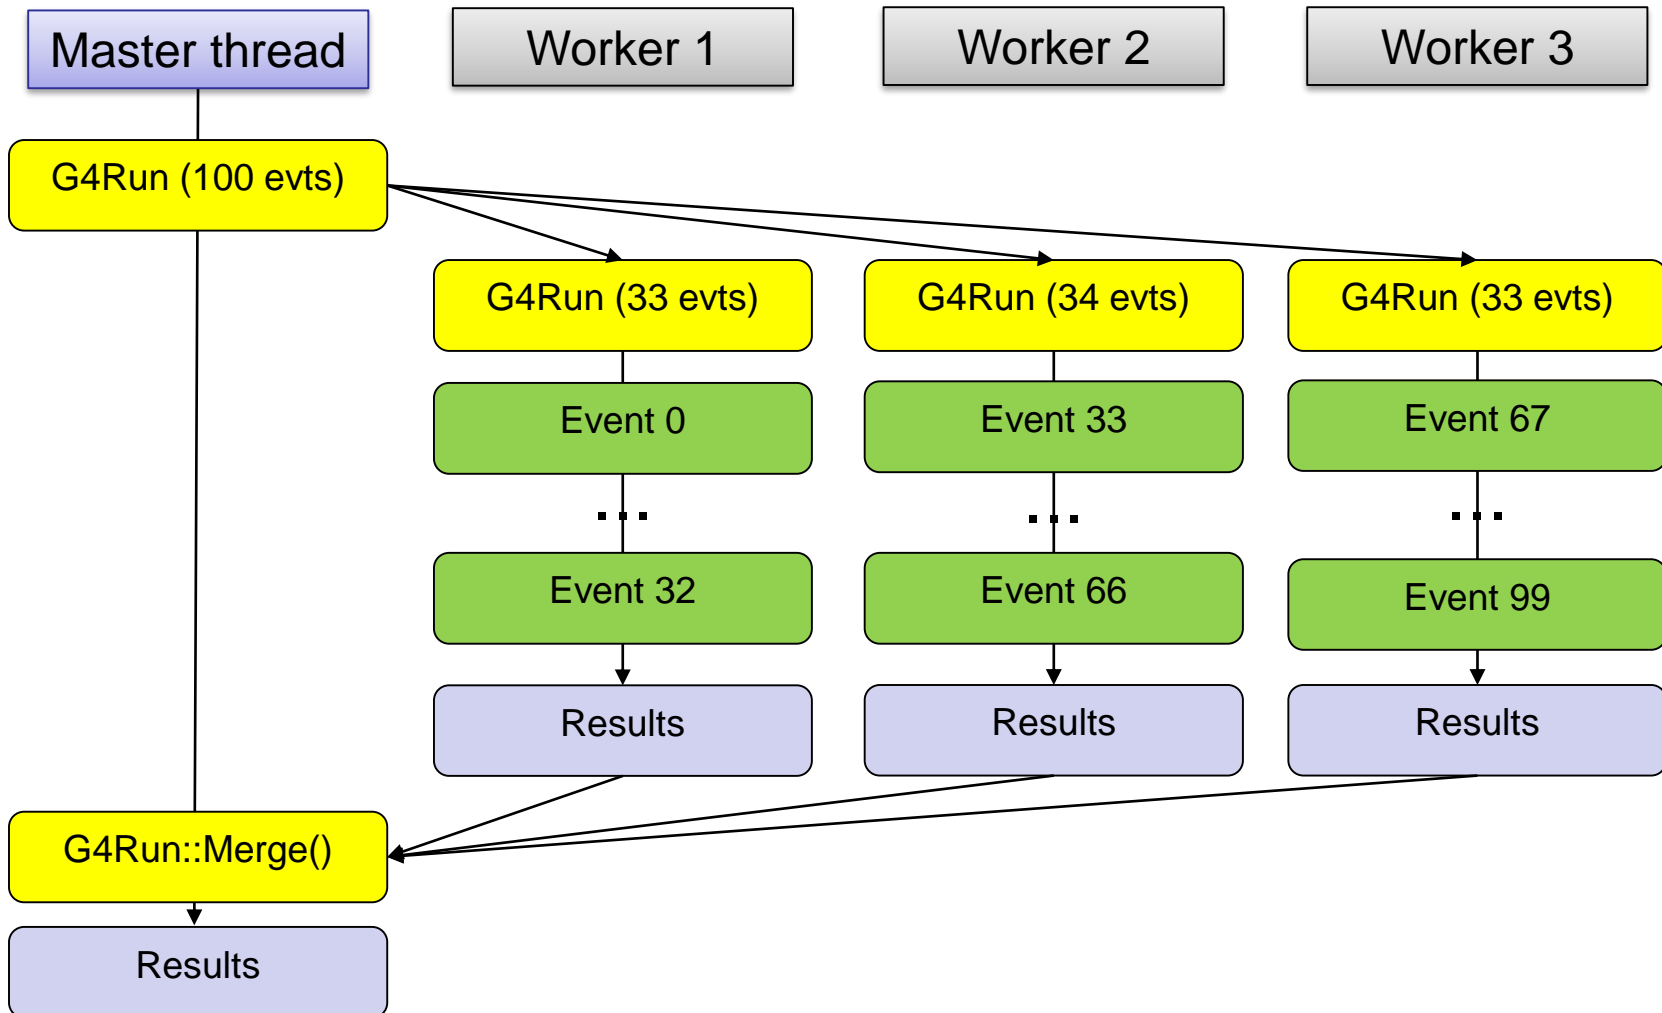 Master thread
Worker 1
Worker 2
Worker 3
G4Run (100 evts)
G4Run (33 evts)
G4Run (34 evts)
G4Run (33 evts)
Event 0
Event 33
Event 67
...
...
...
Event 32
Event 66
Event 99
Results
Results
Results
G4Run::Merge()
Results